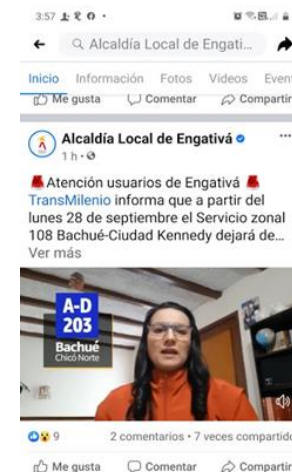 3:57
Alcaldía Local de Engati...
Inicio Información Fotos Videos Event
Me gusta Comentar Compartir
Alcaldía Local de Engativá
1 h
Atención usuarios de Engativá
TransMilenio informa que a partir del
lunes 28 de septiembre el Servicio zonal
108 Bachué-Ciudad Kennedy dejará de...
Ver más
A-D
203
Bachué
Chicó Norte
9 2 comentarios • 7 veces compartido
Me gusta Comentar Compartir